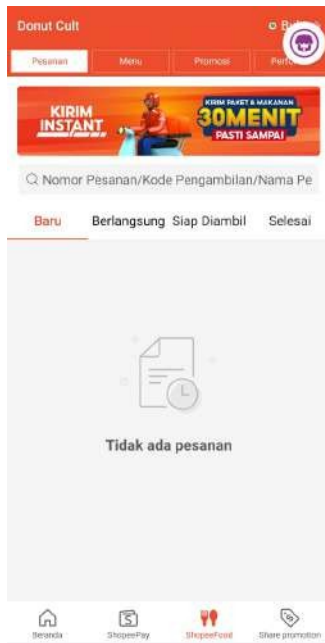 Donut Cult
Pesanan Menu Promosi
KIRIM INSTANT
KIRIM PAKET & MAKANAN
30MENIT
PASTI SAMPAI
Nomor Pesanan/Kode Pengambilan/Nama Pe
Baru Berlangsung Siap Diambil Selesai
Tidak ada pesanan
Beranda ShopeePay ShopeeFood Share promotion